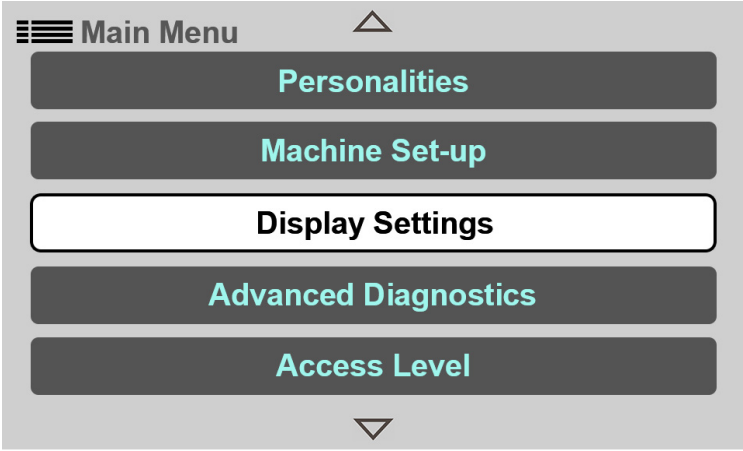 Main Menu
Personalities
Machine Set-up
Display Settings
Advanced Diagnostics
Access Level